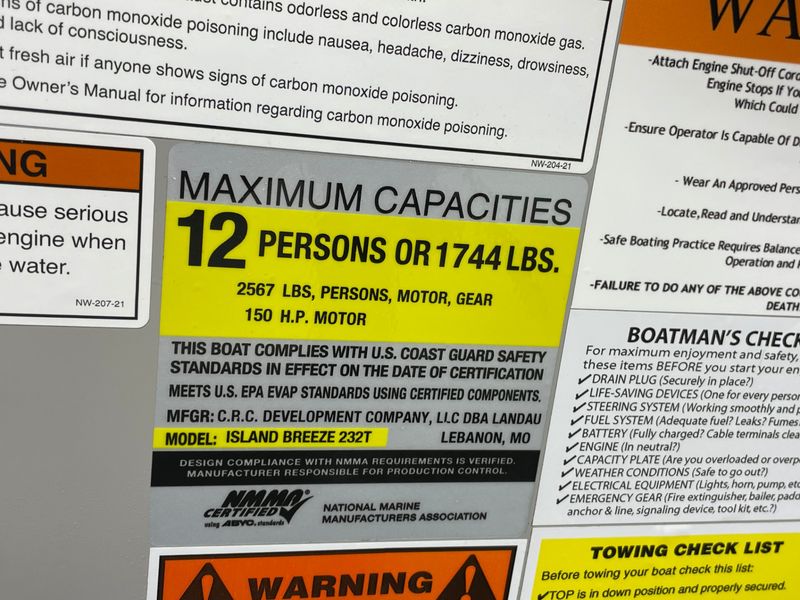 contains odorless and colorless carbon monoxide gas.
of carbon monoxide poisoning include nausea, headache, dizziness, drowsiness,
lack of consciousness.
fresh air if anyone shows signs of carbon monoxide poisoning.
Owner's Manual for information regarding carbon monoxide poisoning.
NW-204-21
NG
ause serious
engine when
water.
NW-207-21
MAXIMUM CAPACITIES
12 PERSONS OR 1744 LBS.
2567 LBS, PERSONS, MOTOR, GEAR
150 H.P. MOTOR
THIS BOAT COMPLIES WITH U.S. COAST GUARD SAFETY
STANDARDS IN EFFECT ON THE DATE OF CERTIFICATION
MEETS U.S. EPA EVAP STANDARDS USING CERTIFIED COMPONENTS.
MFGR: C.R.C. DEVELOPMENT COMPANY, LLC DBA LANDAU
MODEL: ISLAND BREEZE 232T LEBANON, MO
DESIGN COMPLIANCE WITH NMMA REQUIREMENTS IS VERIFIED.
MANUFACTURER RESPONSIBLE FOR PRODUCTION CONTROL.
NMMA
CERTIFIED
using ABYC standards
NATIONAL MARINE
MANUFACTURERS ASSOCIATION
WARNING
WA
-Attach Engine Shut-Off Cord
Engine Stops If Yo
Which Could
-Ensure Operator Is Capable Of D
- Wear An Approved Pers
-Locate,Read and Understan
-Safe Boating Practice Requires Balance
Operation and
-FAILURE TO DO ANY OF THE ABOVE CO
DEATH
BOATMAN'S CHECK
For maximum enjoyment and safety,
these items BEFORE you start your en
✓DRAIN PLUG (Securely in place?)
✓LIFE-SAVING DEVICES (One for every person
✓STEERING SYSTEM (Working smoothly and p
✓FUEL SYSTEM (Adequate fuel? Leaks? Fumes
✓BATTERY (Fully charged? Cable terminals clea
✓ENGINE (In neutral?)
✓CAPACITY PLATE (Are you overloaded or overpo
✓WEATHER CONDITIONS (Safe to go out?)
✓ELECTRICAL EQUIPMENT (Lights, horn, pump, etc
✓EMERGENCY GEAR (Fire extinguisher, bailer, padd
anchor & line, signaling device, tool kit, etc.?)
TOWING CHECK LIST
Before towing your boat check this list:
✓TOP is in down position and properly secured.